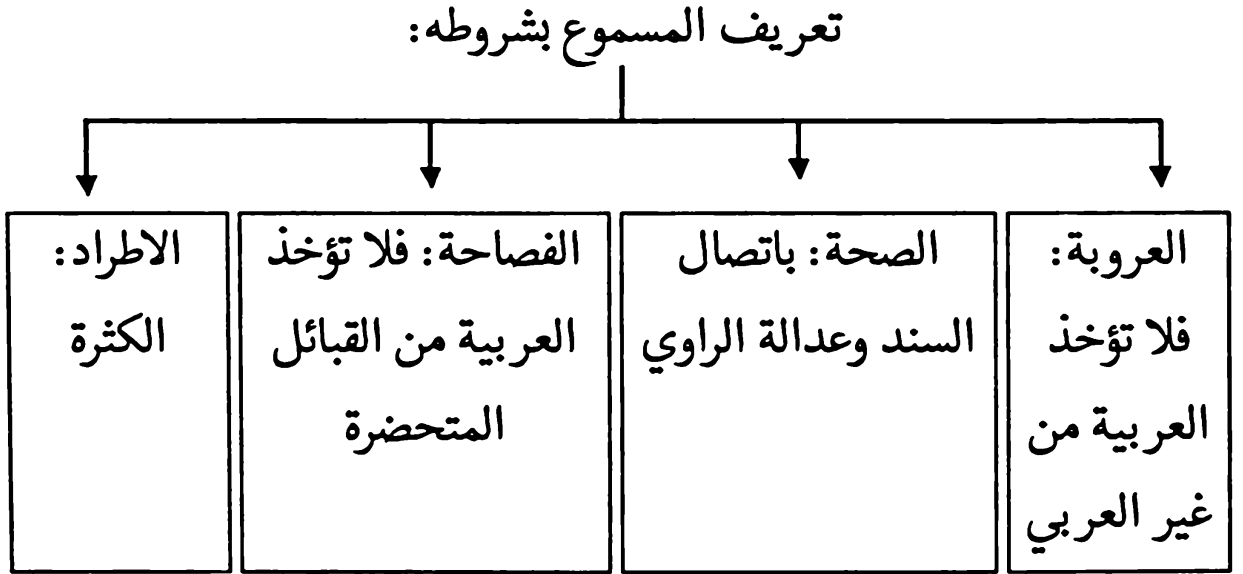 تعريف المسموع بشروطه:
العروبة:
فلا تؤخذ
العربية من
غير العربي
الصحة: باتصال
السند وعدالة الراوي
الفصاحة: فلا تؤخذ
العربية من القبائل
المتحضرة
الاطراد:
الكثرة